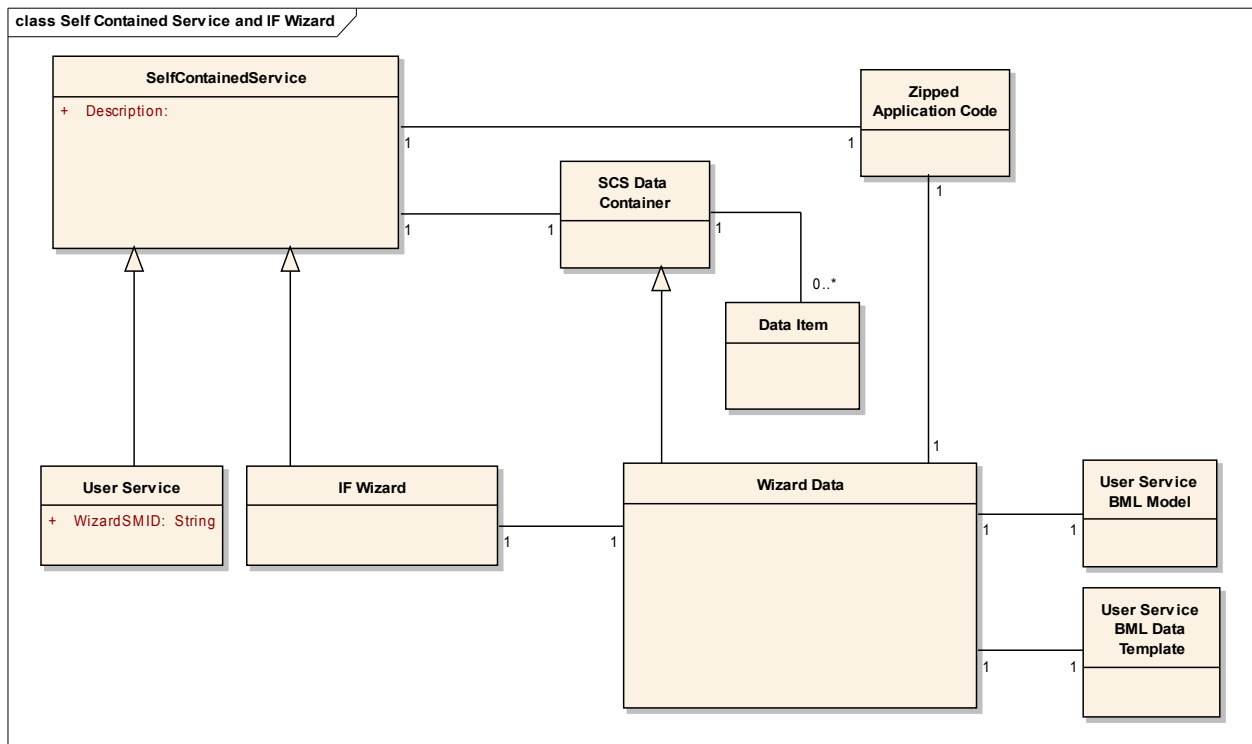 class Self Contained Service and IF Wizard
SelfContainedService
+ Description:
Zipped
Application Code
1
1
SCS Data
Container
1
1
1
1
0..*
Data Item
1
User Service
+ WizardSMID: String
IF Wizard
Wizard Data
User Service
BML Model
1
1
1
1
User Service
BML Data
Template
1
1